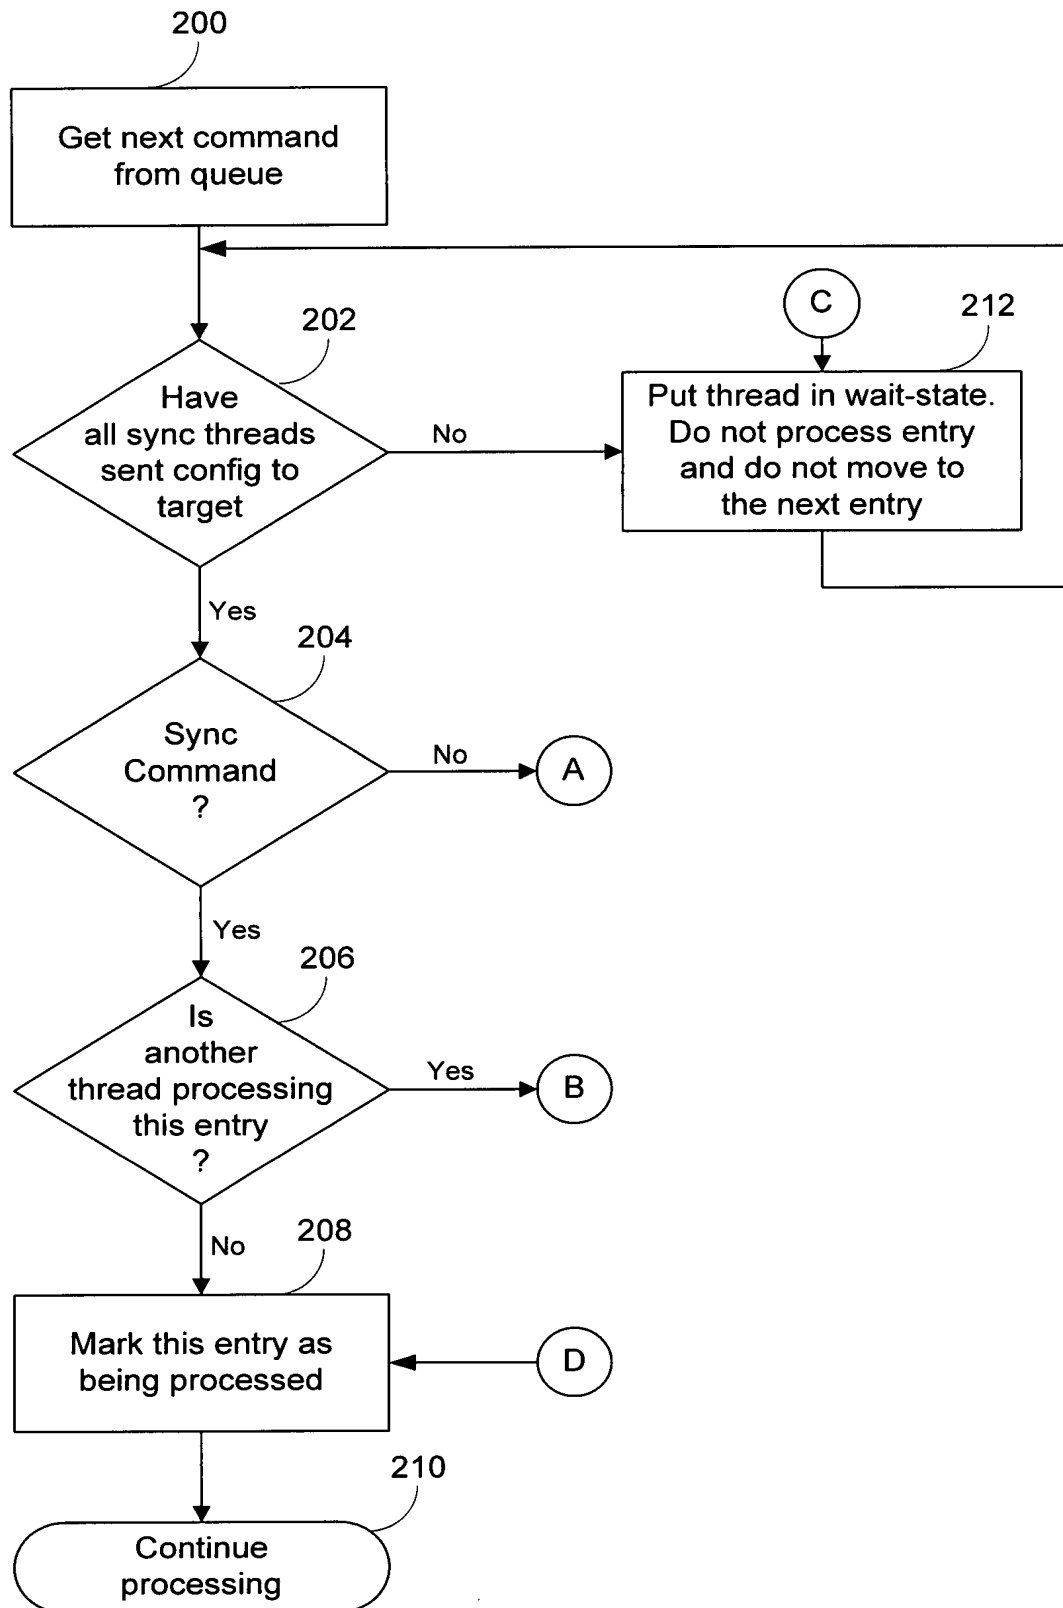 200
Get next command
from queue
C
202
212
Have
all sync threads
sent config to
target
No
Put thread in wait-state.
Do not process entry
and do not move to
the next entry
Yes
204
Sync
Command
?
No
A
Yes
206
Is
another
thread processing
this entry
?
Yes
B
No
208
Mark this entry as
being processed
D
210
Continue
processing